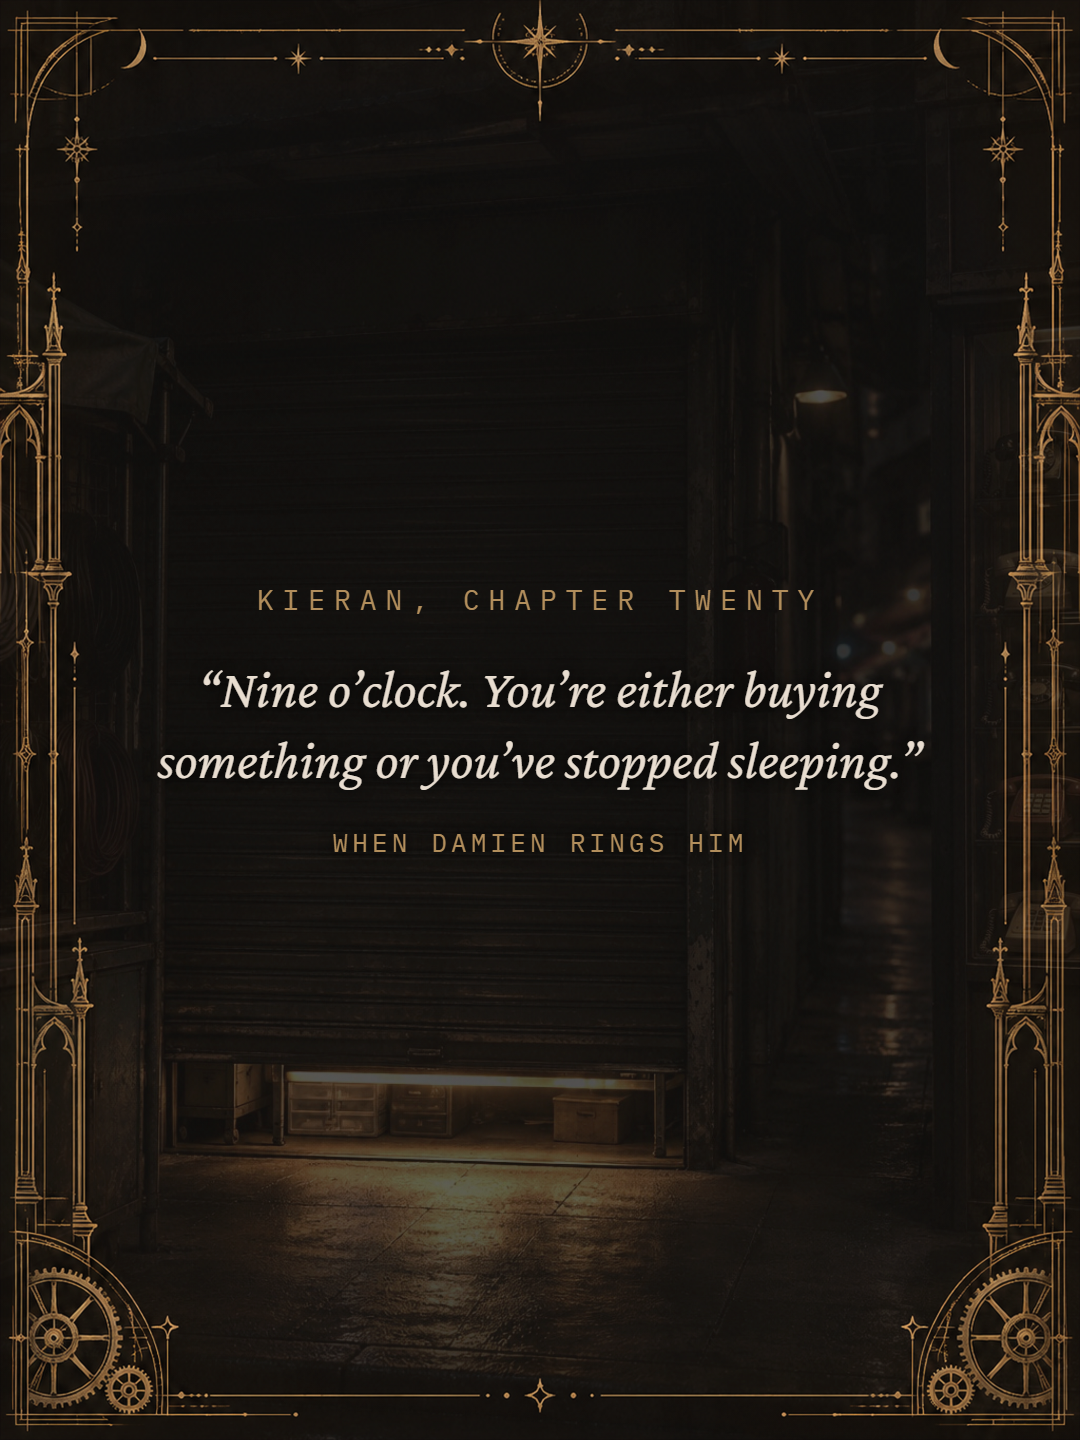 KIERAN, CHAPTER TWENTY
“Nine o’clock. You’re either buying
something or you’ve stopped sleeping.”
WHEN DAMIEN RINGS HIM